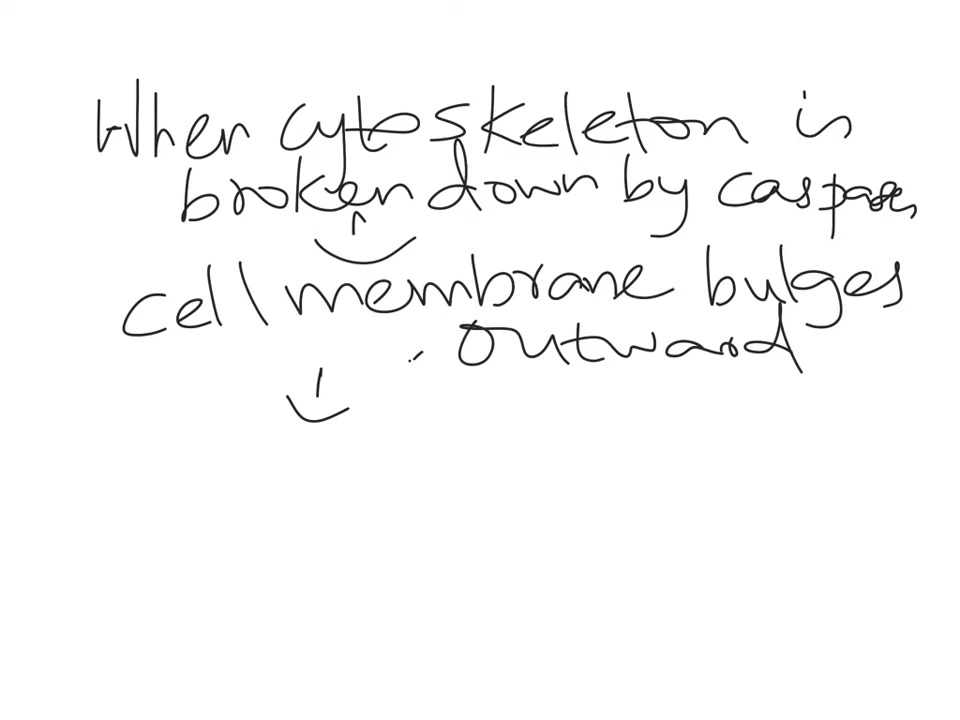 When cytoskeleton is
broken down by caspases,
cell membrane bulges
outward